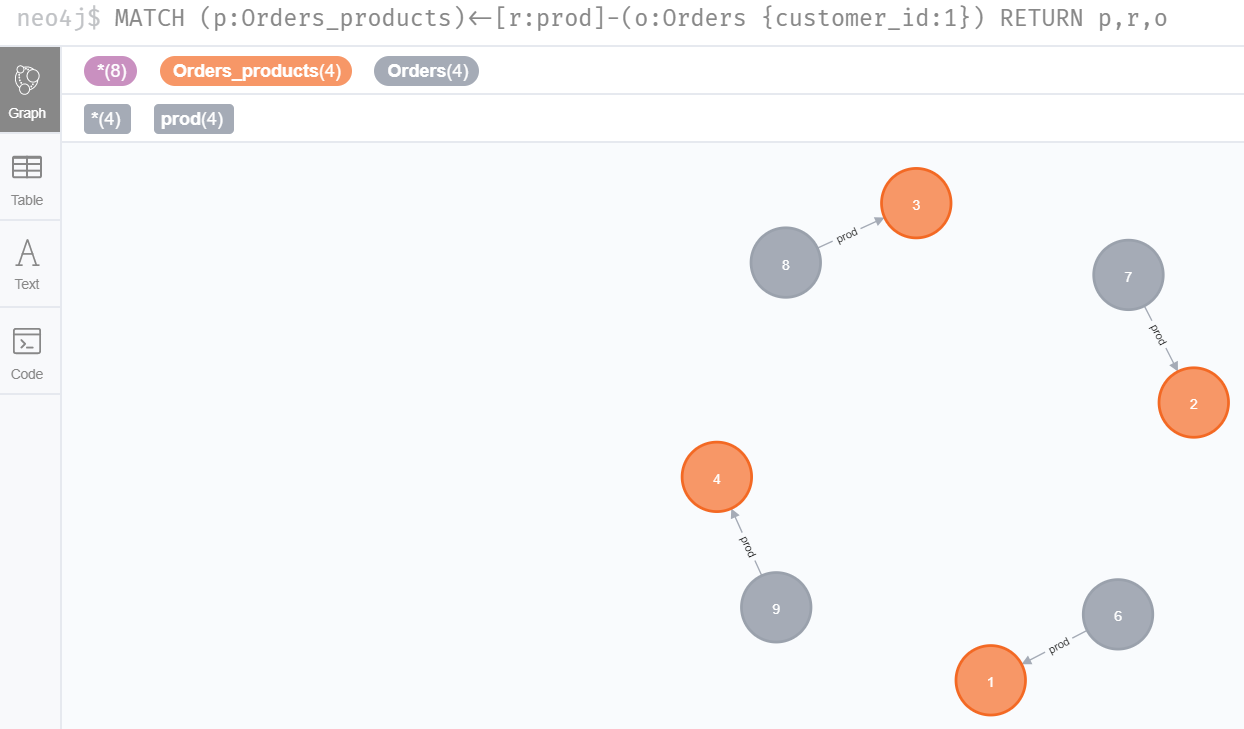 neo4j$ MATCH (p:Orders_products)<-[r:prod]-(o:Orders {customer_id:1}) RETURN p,r,o
*(8) Orders_products(4) Orders(4)
*(4) prod(4)
Graph
Table
Text
Code
3
prod
8
7
prod
2
4
prod
9
6
prod
1